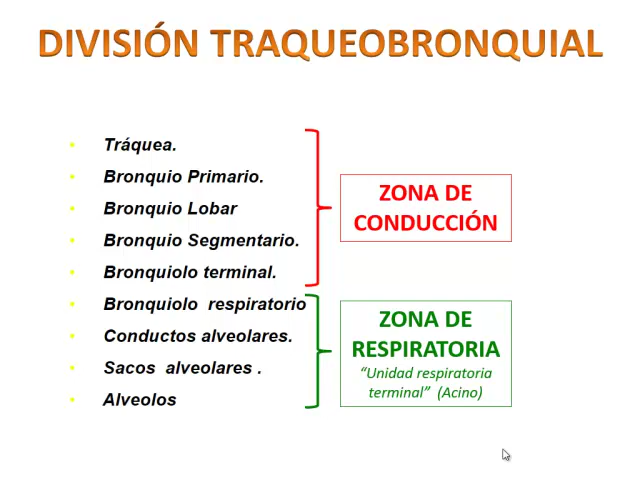 DIVISIÓN TRAQUEOBRONQUIAL
Tráquea.
Bronquio Primario.
Bronquio Lobar
Bronquio Segmentario.
Bronquiolo terminal.
Bronquiolo respiratorio
Conductos alveolares.
Sacos alveolares .
Alveolos
ZONA DE
CONDUCCIÓN
ZONA DE
RESPIRATORIA
“Unidad respiratoria
terminal” (Acino)